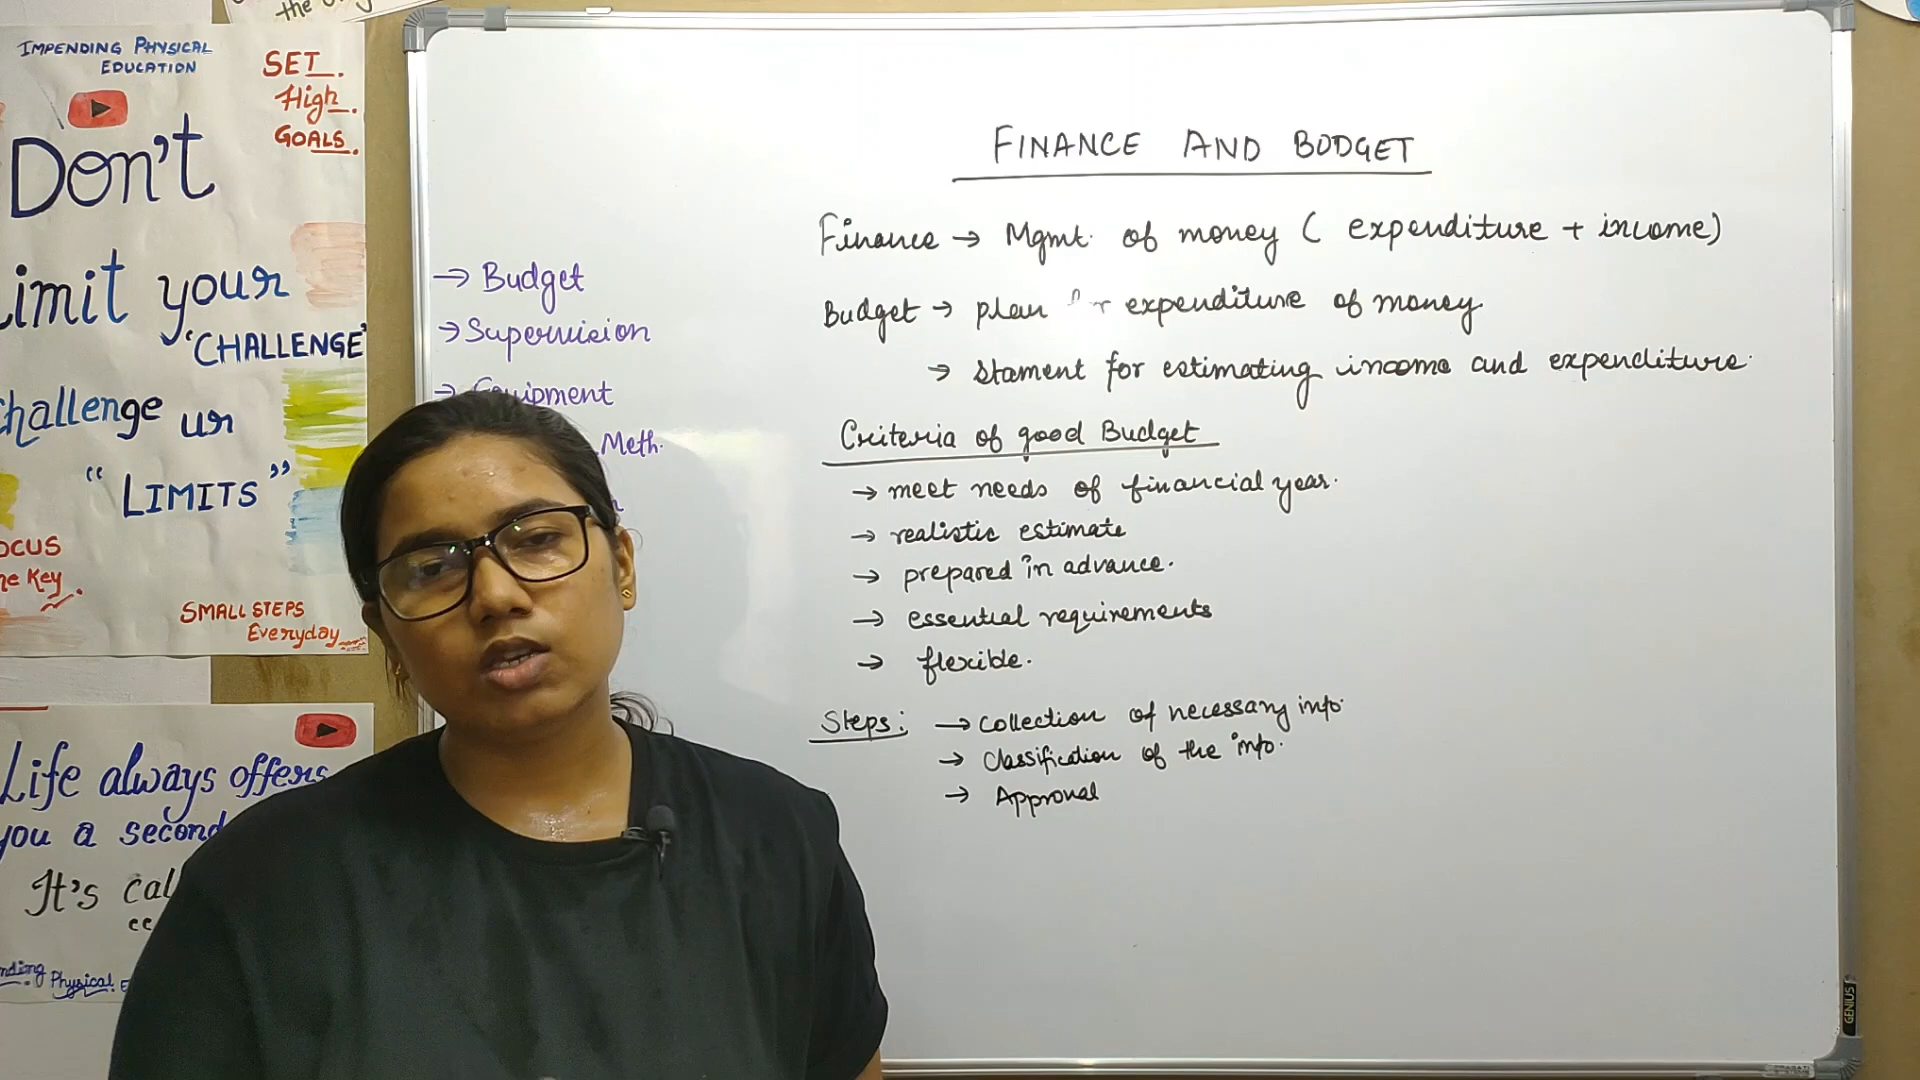 the
IMPENDING PHYSICAL
EDUCATION
SET
High
GOALS.
Don't
Limit your
'CHALLENGE'
Challenge ur
"LIMITS"
OCUS
he Key.
SMALL STEPS
Everyday
Life always offers
you a second
It's cal
nding Physical E
→ Budget
→ Supervision
→ Equipment
Meth.
FINANCE AND BUDGET
Finance → Mgmt. of money ( expenditure + income)
Budget → plan for expenditure of money
→ stament for estimating income and expenditure.
Criteria of good Budget
→ meet needs of financial year.
→ realistic estimate
→ prepared in advance.
→ essential requirements
→ flexible.
Steps: → Collection of necessary info.
→ Classification of the info.
→ Approval
GENIUS